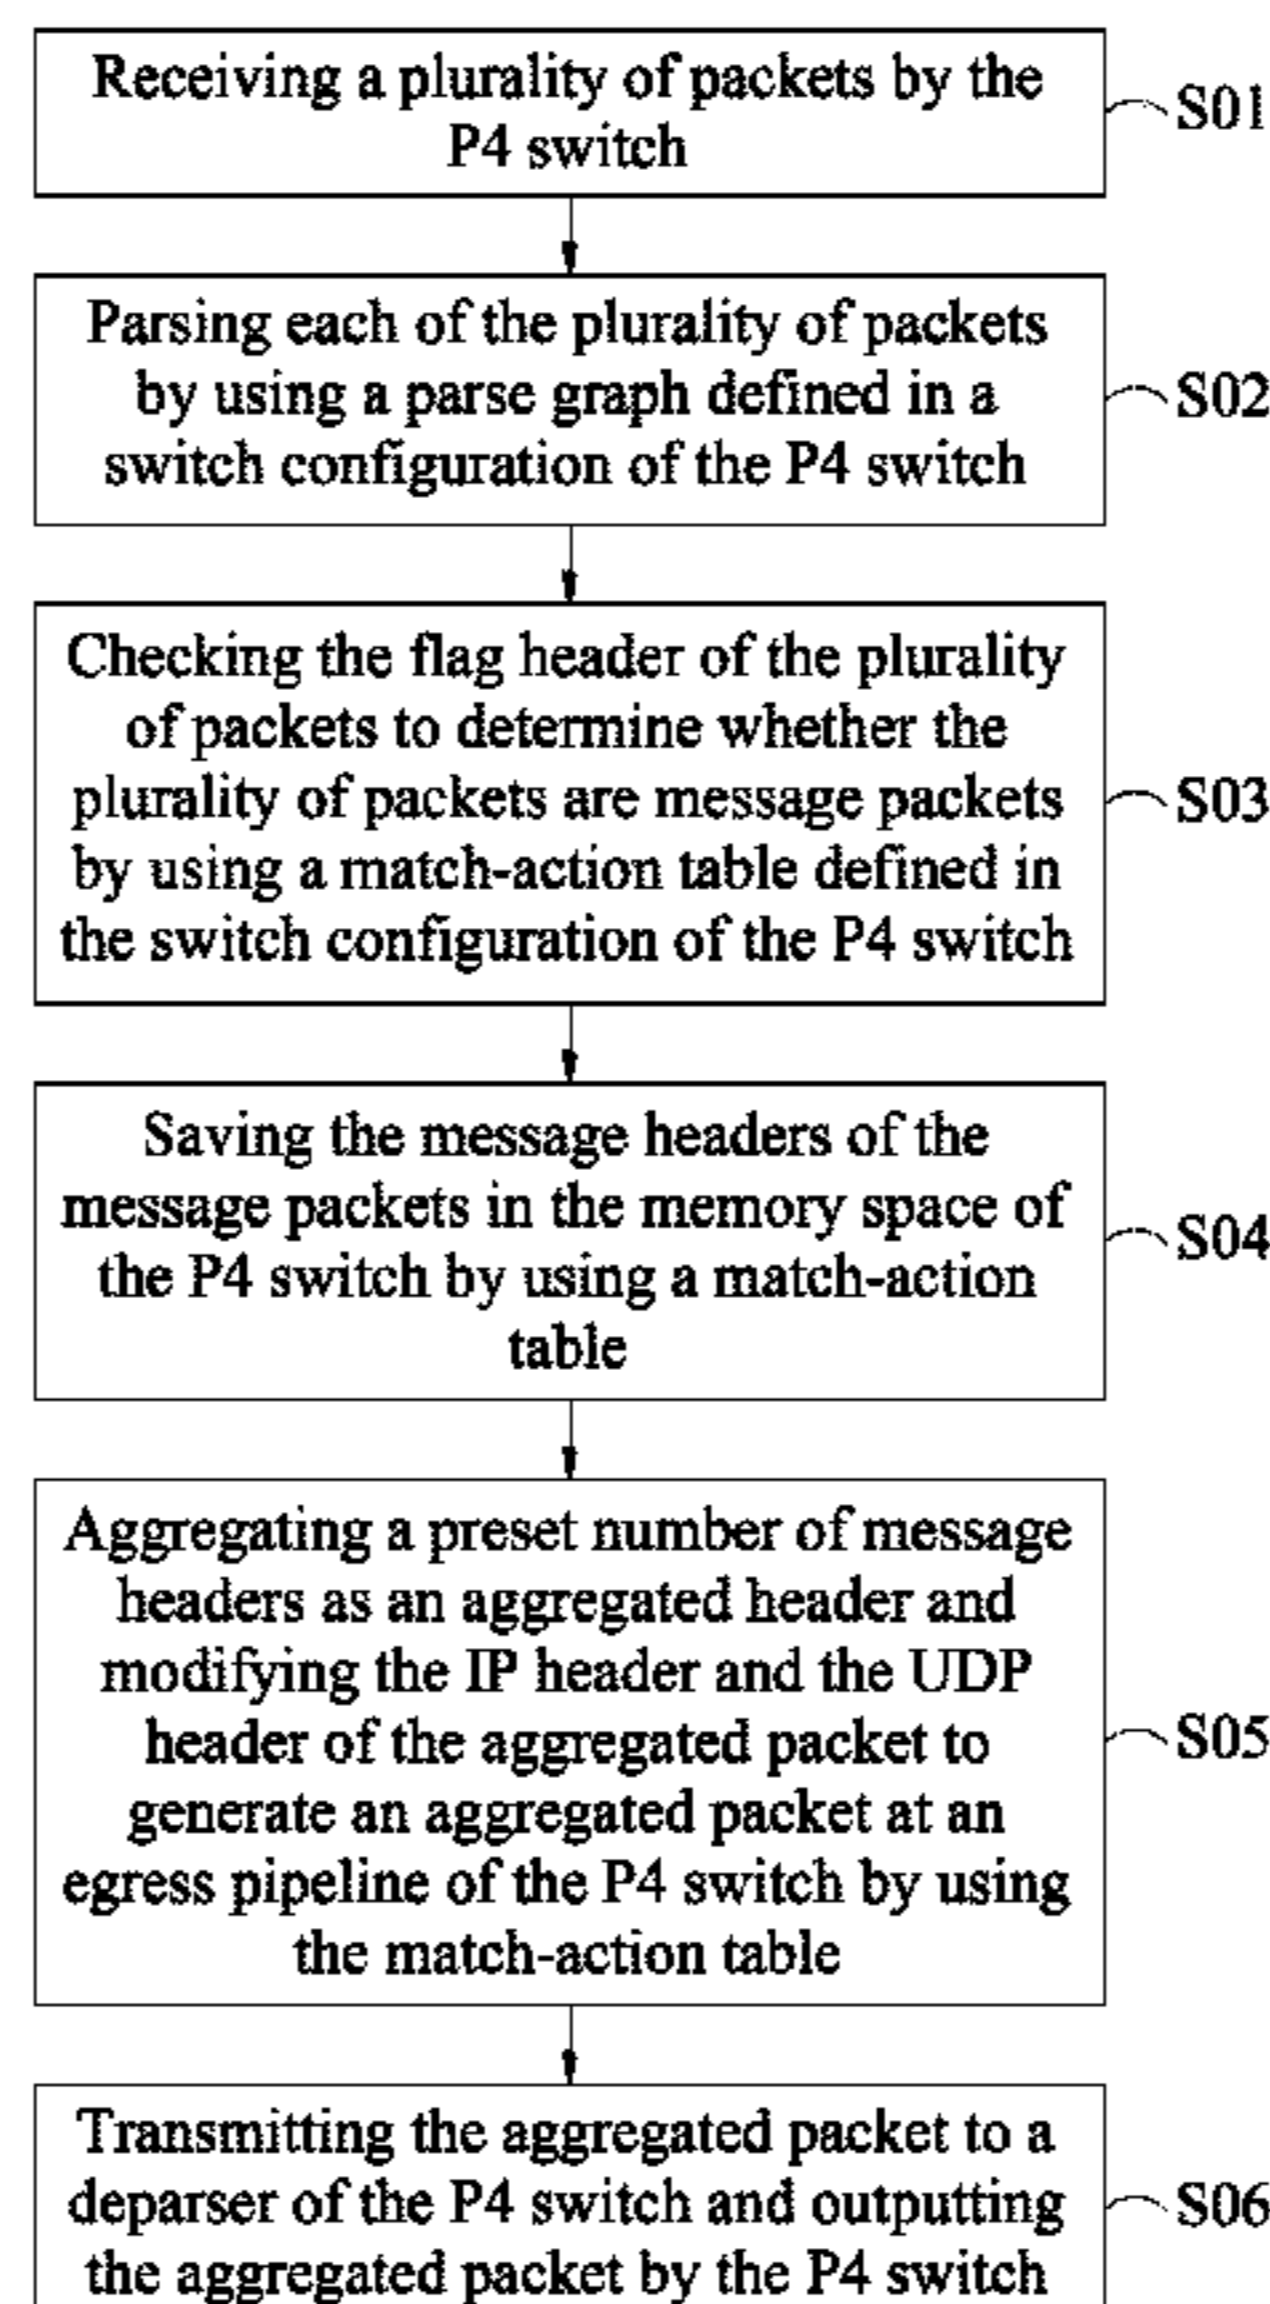 Receiving a plurality of packets by the
P4 switch
S01
Parsing each of the plurality of packets
by using a parse graph defined in a
switch configuration of the P4 switch
S02
Checking the flag header of the plurality
of packets to determine whether the
plurality of packets are message packets
by using a match-action table defined in
the switch configuration of the P4 switch
S03
Saving the message headers of the
message packets in the memory space of
the P4 switch by using a match-action
table
S04
Aggregating a preset number of message
headers as an aggregated header and
modifying the IP header and the UDP
header of the aggregated packet to
generate an aggregated packet at an
egress pipeline of the P4 switch by using
the match-action table
S05
Transmitting the aggregated packet to a
deparser of the P4 switch and outputting
the aggregated packet by the P4 switch
S06